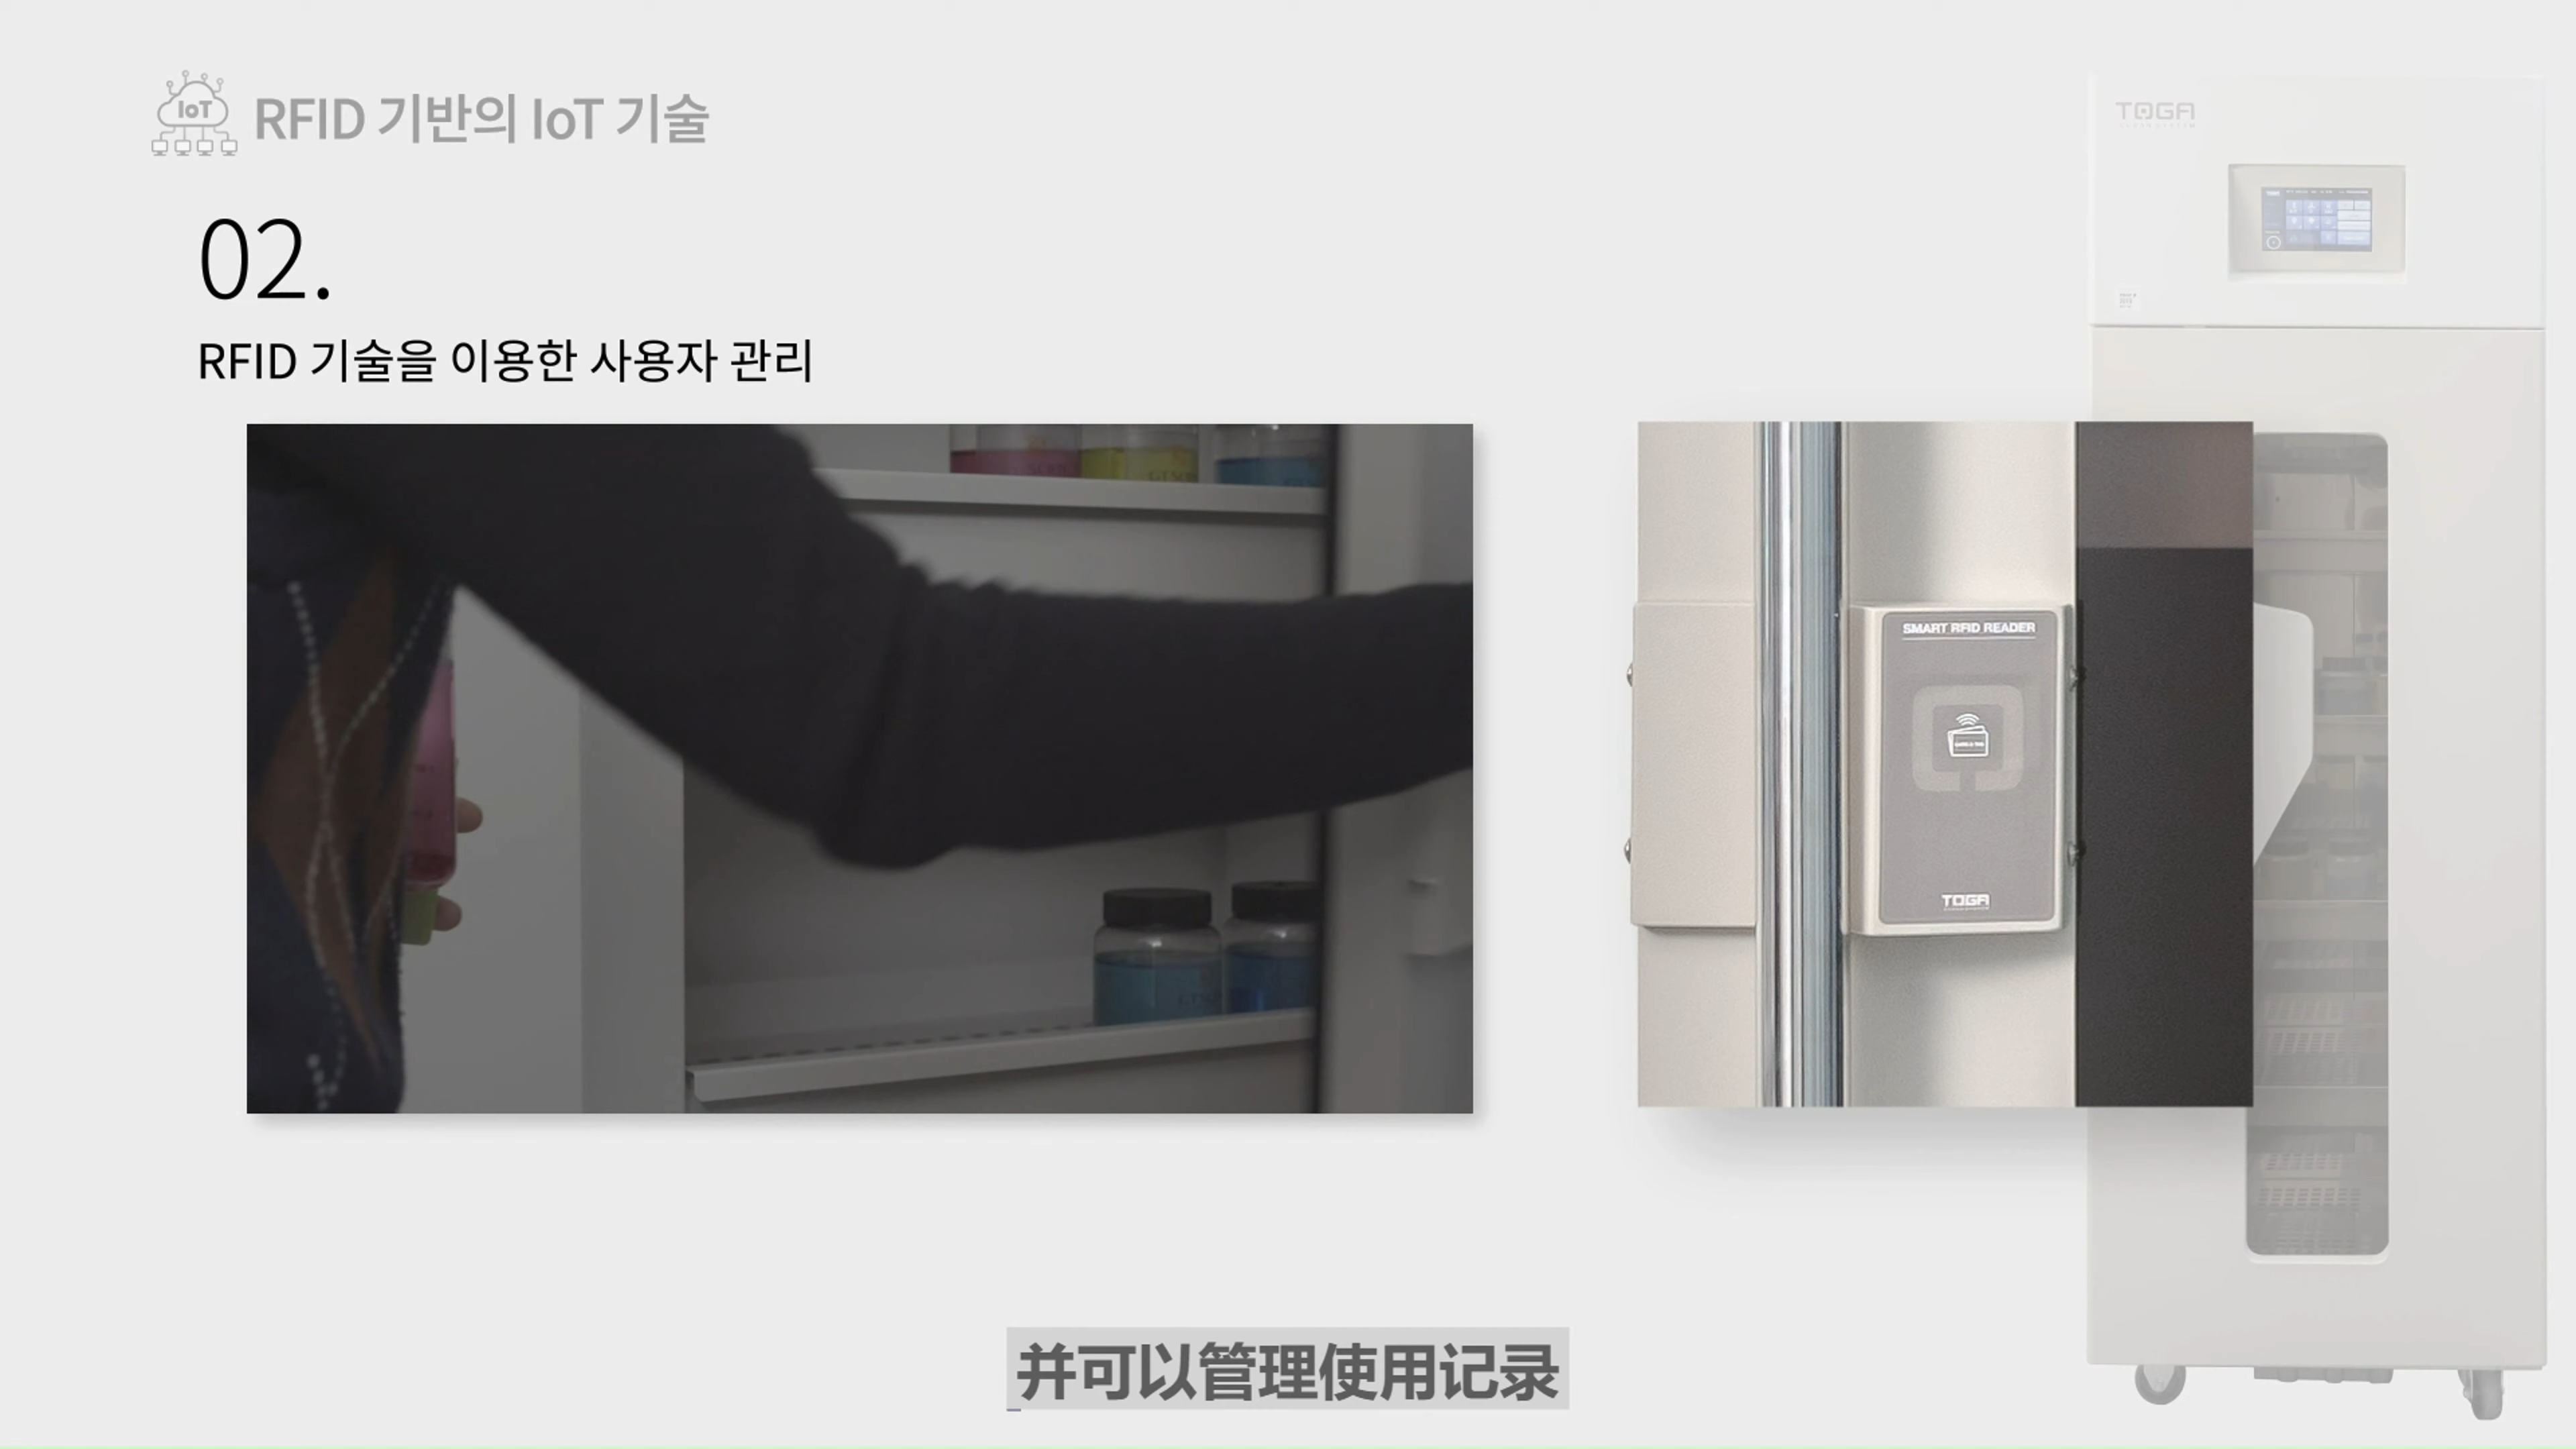 IoT
RFID 기반의 IoT 기술
TOGA
02.
RFID 기술을 이용한 사용자 관리
SMART RFID READER
TOGA
并可以管理使用记录